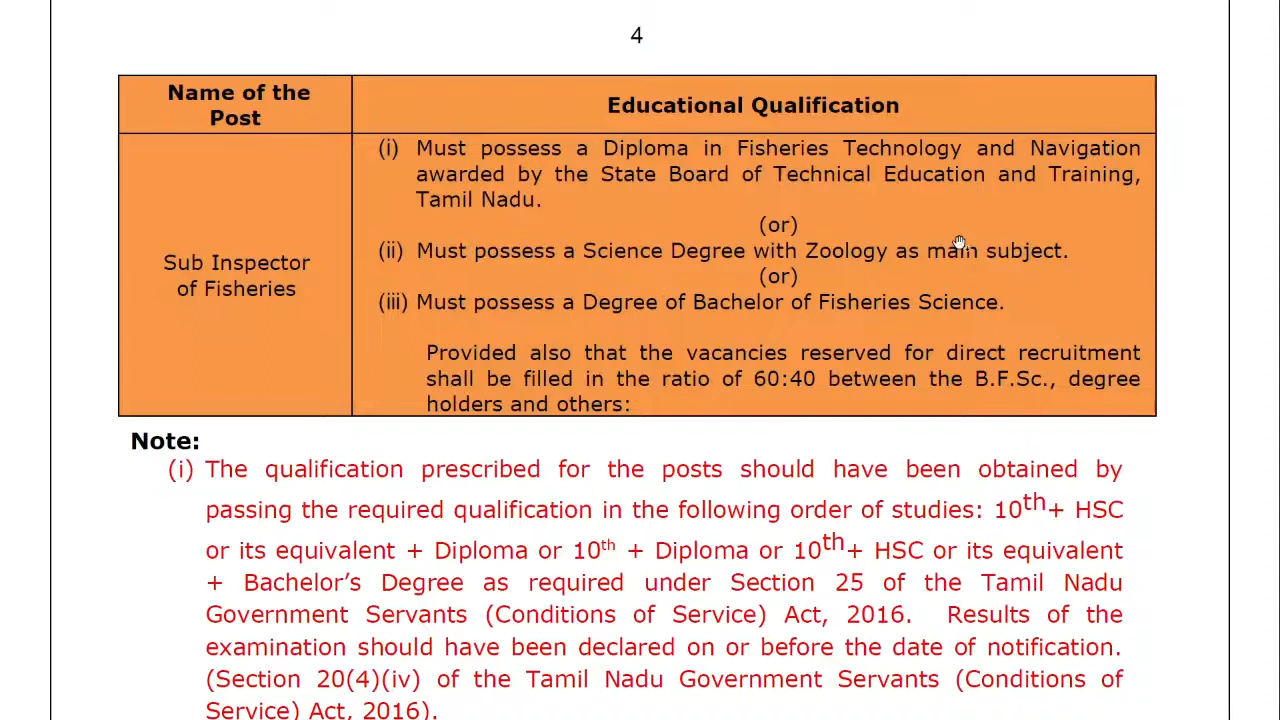 4
Name of the
Post
Educational Qualification
Sub Inspector
of Fisheries
(i) Must possess a Diploma in Fisheries Technology and Navigation
awarded by the State Board of Technical Education and Training,
Tamil Nadu.
(or)
(ii) Must possess a Science Degree with Zoology as main subject.
(or)
(iii) Must possess a Degree of Bachelor of Fisheries Science.
Provided also that the vacancies reserved for direct recruitment
shall be filled in the ratio of 60:40 between the B.F.Sc., degree
holders and others:
Note:
(i) The qualification prescribed for the posts should have been obtained by
passing the required qualification in the following order of studies: 10th+ HSC
or its equivalent + Diploma or 10th + Diploma or 10th+ HSC or its equivalent
+ Bachelor’s Degree as required under Section 25 of the Tamil Nadu
Government Servants (Conditions of Service) Act, 2016. Results of the
examination should have been declared on or before the date of notification.
(Section 20(4)(iv) of the Tamil Nadu Government Servants (Conditions of
Service) Act, 2016).